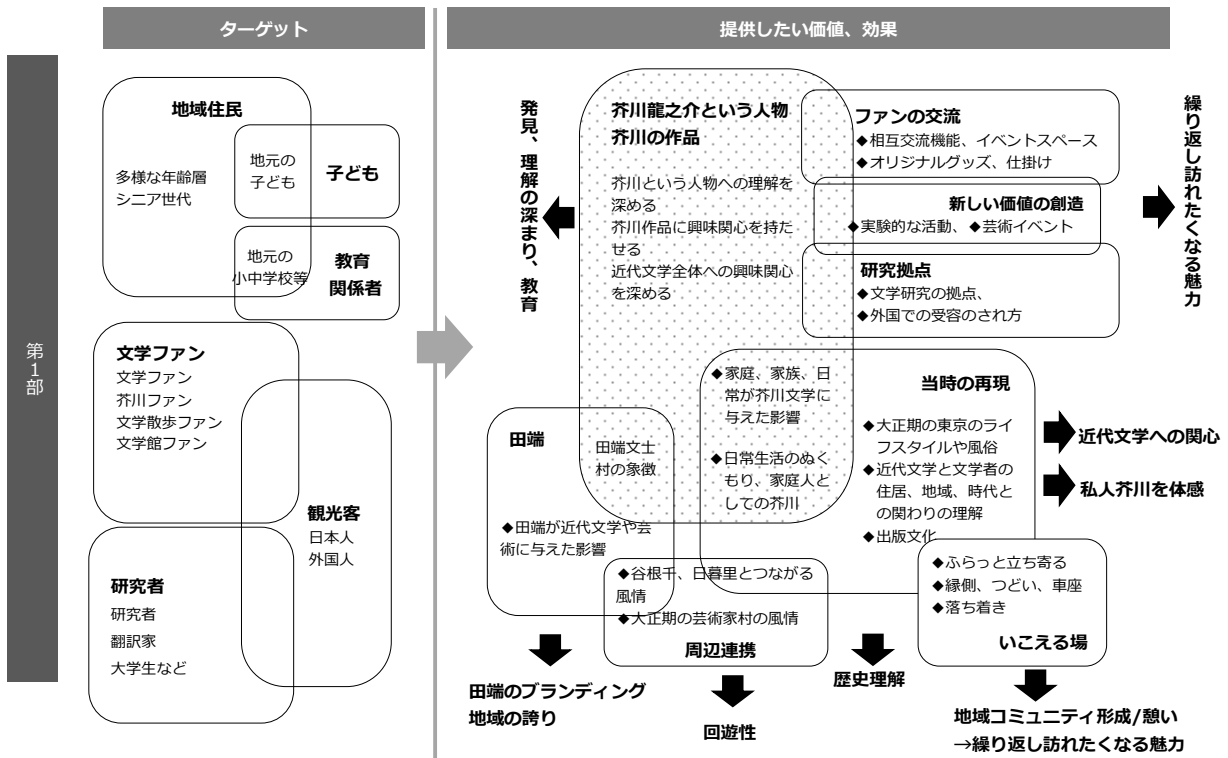 ターゲット
提供したい価値、効果
第1部
地域住民
多様な年齢層
シニア世代
地元の
子ども
子ども
地元の
小中学校等
教育
関係者
文学ファン
文学ファン
芥川ファン
文学散歩ファン
文学館ファン
観光客
日本人
外国人
研究者
研究者
翻訳家
大学生など
発見、理解の深まり、教育
芥川龍之介という人物
芥川の作品
芥川という人物への理解を
深める
芥川作品に興味関心を持た
せる
近代文学全体への興味関心
を深める
ファンの交流
◆相互交流機能、イベントスペース
◆オリジナルグッズ、仕掛け
新しい価値の創造
◆実験的な活動、◆芸術イベント
研究拠点
◆文学研究の拠点、
◆外国での受容のされ方
繰り返し訪れたくなる魅力
◆家庭、家族、日
常が芥川文学に
与えた影響
◆日常生活のぬく
もり、家庭人と
しての芥川
当時の再現
◆大正期の東京のライ
フスタイルや風俗
◆近代文学と文学者の
住居、地域、時代と
の関わりの理解
◆出版文化
近代文学への関心
私人芥川を体感
田端
田端文士
村の象徴
◆田端が近代文学や芸
術に与えた影響
◆谷根千、日暮里とつながる
風情
◆大正期の芸術家村の風情
周辺連携
◆ふらっと立ち寄る
◆縁側、つどい、車座
◆落ち着き
いこえる場
田端のブランディング
地域の誇り
回遊性
歴史理解
地域コミュニティ形成/憩い
→繰り返し訪れたくなる魅力